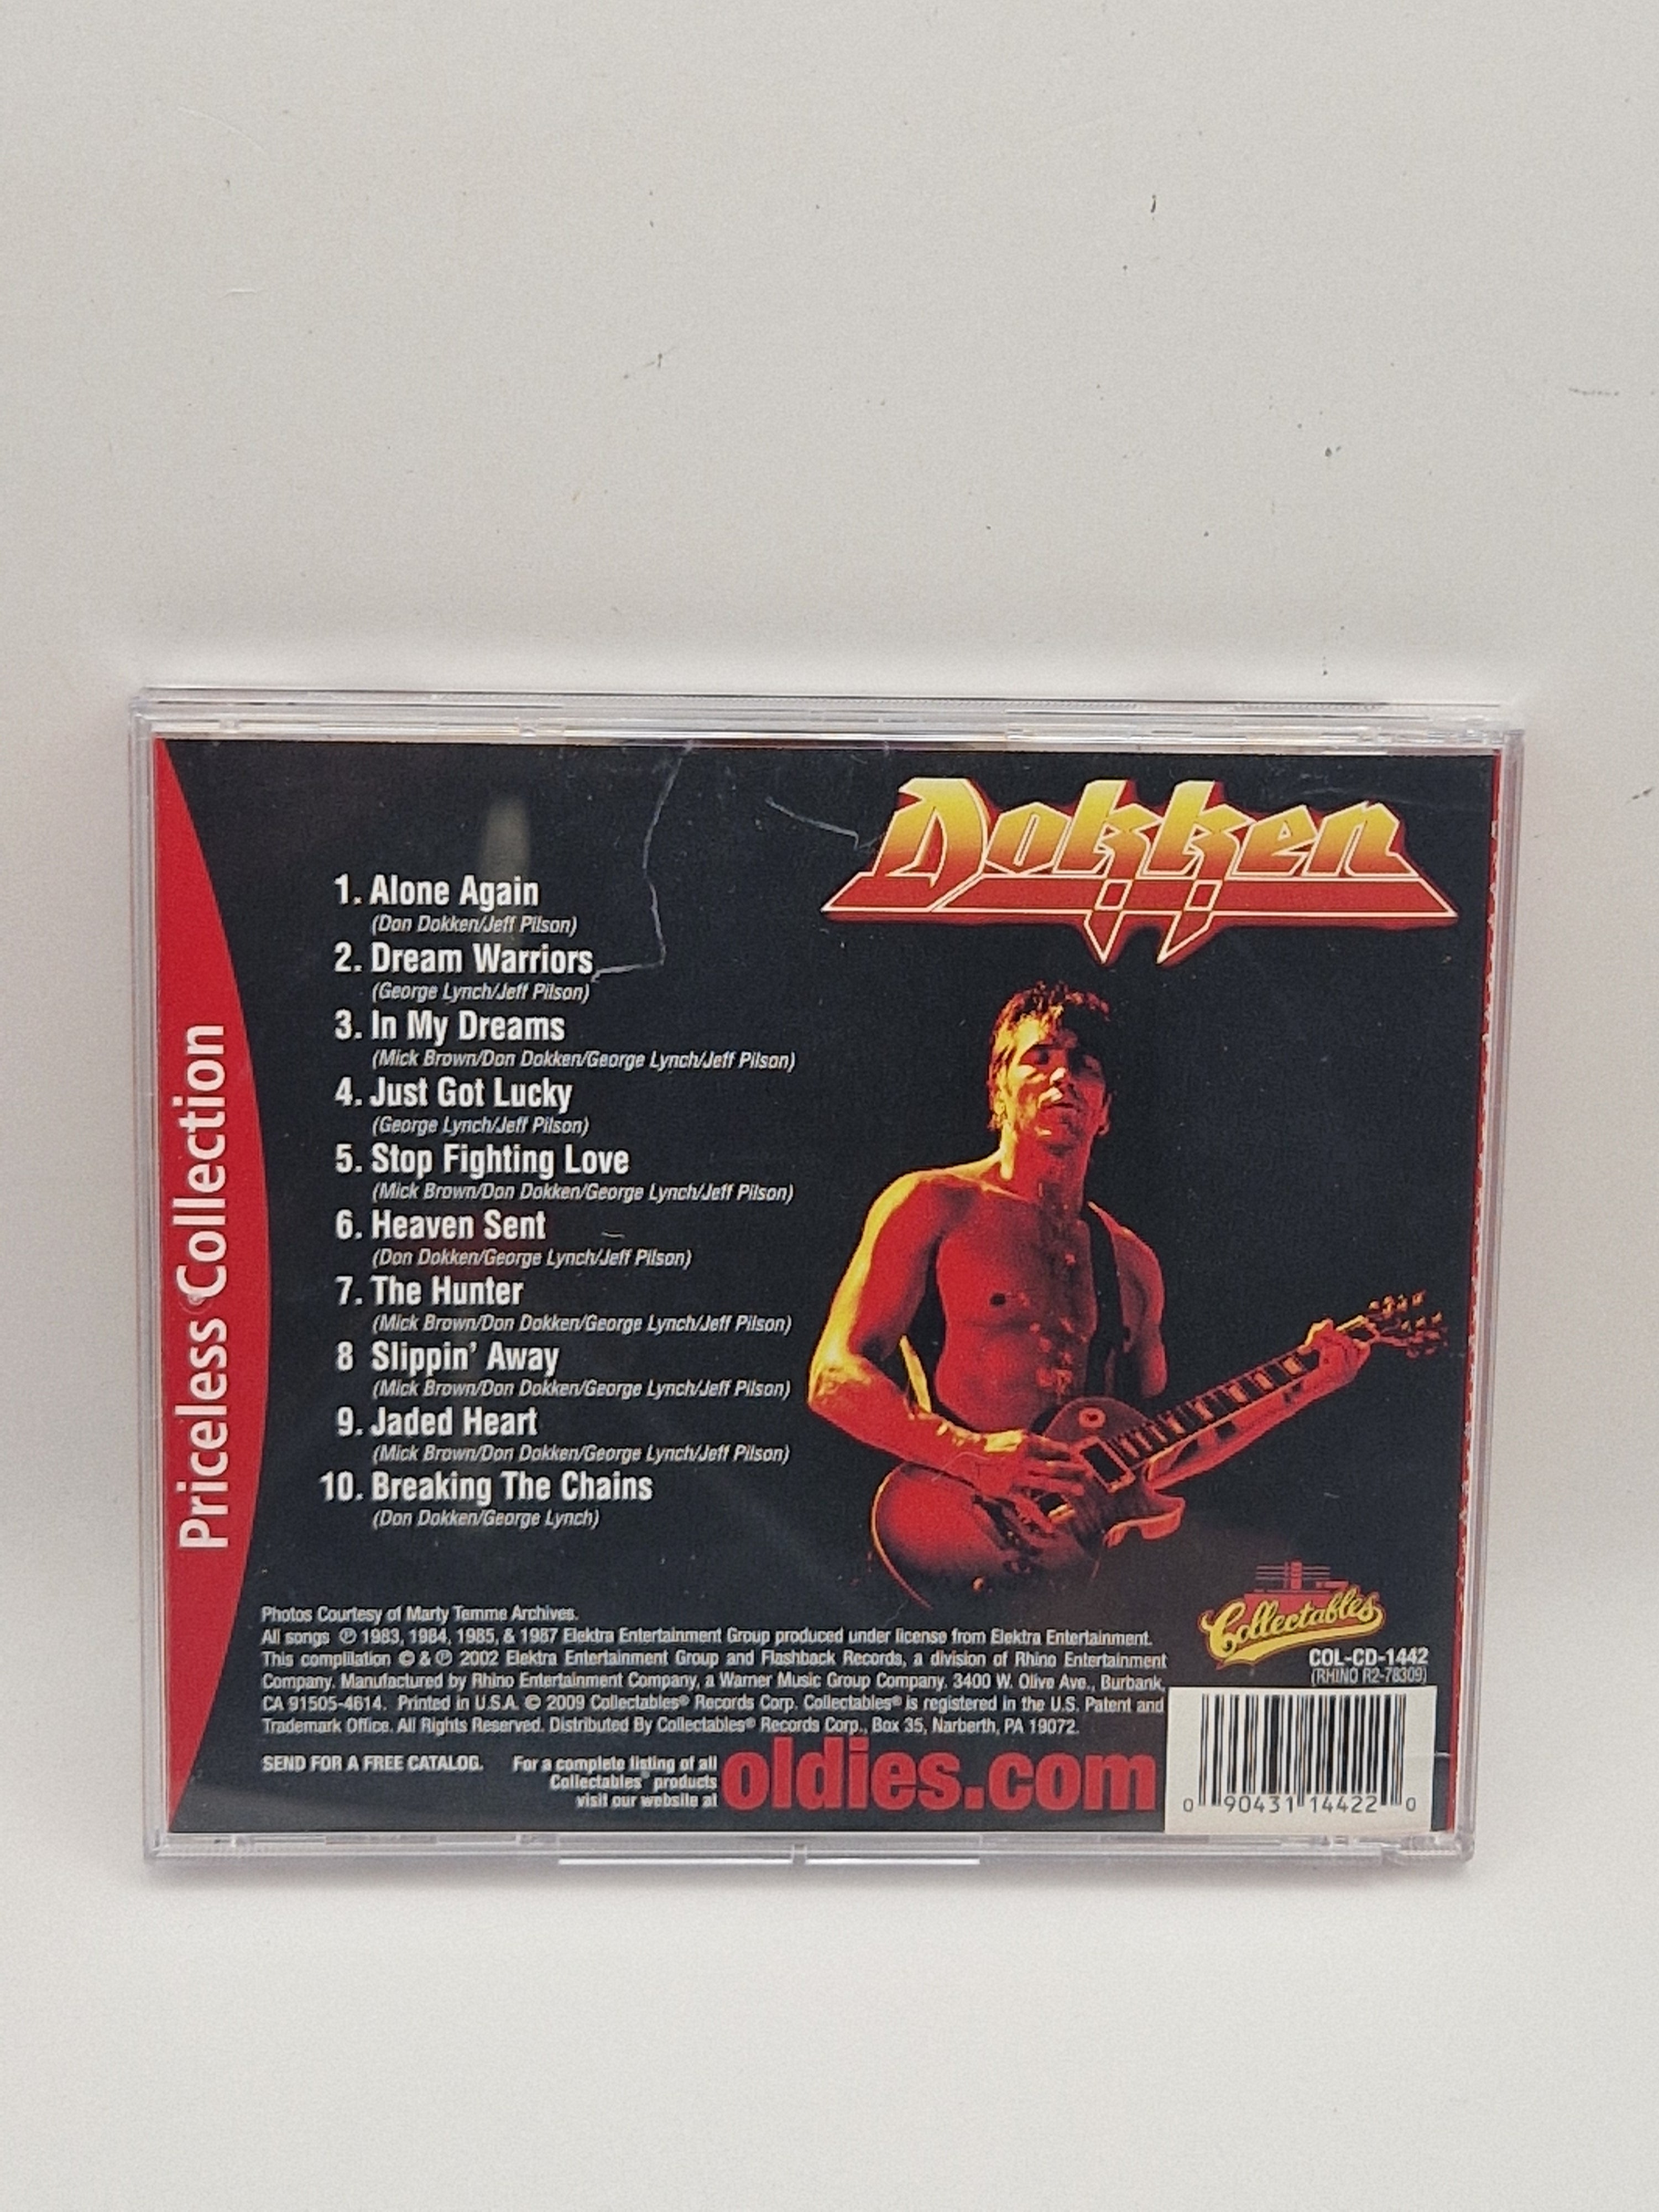 Dokken
Priceless Collection
1. Alone Again
(Don Dokken/Jeff Pilson)
2. Dream Warriors
(George Lynch/Jeff Pilson)
3. In My Dreams
(Mick Brown/Don Dokken/George Lynch/Jeff Pilson)
4. Just Got Lucky
(George Lynch/Jeff Pilson)
5. Stop Fighting Love
(Mick Brown/Don Dokken/George Lynch/Jeff Pilson)
6. Heaven Sent
(Don Dokken/George Lynch/Jeff Pilson)
7. The Hunter
(Mick Brown/Don Dokken/George Lynch/Jeff Pilson)
8 Slippin' Away
(Mick Brown/Don Dokken/George Lynch/Jeff Pilson)
9. Jaded Heart
(Mick Brown/Don Dokken/George Lynch/Jeff Pilson)
10. Breaking The Chains
(Don Dokken/George Lynch)
Photos Courtesy of Marty Temme Archives.
All songs ℗ 1983, 1984, 1985, & 1987 Elektra Entertainment Group produced under license from Elektra Entertainment.
This compilation © & ℗ 2002 Elektra Entertainment Group and Flashback Records, a division of Rhino Entertainment
Company. Manufactured by Rhino Entertainment Company, a Warner Music Group Company. 3400 W. Olive Ave., Burbank,
CA 91505-4614. Printed in U.S.A. © 2009 Collectables® Records Corp. Collectables® is registered in the U.S. Patent and
Trademark Office. All Rights Reserved. Distributed By Collectables® Records Corp., Box 35, Narberth, PA 19072.
SEND FOR A FREE CATALOG.
For a complete listing of all
Collectables® products
visit our website at
oldies.com
Collectables
COL-CD-1442
(RHINO R2-78309)
0 90431 14422 0